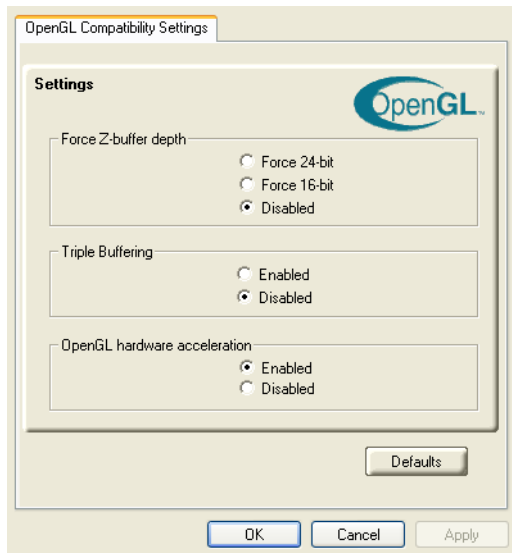 OpenGL Compatibility Settings
Settings
OpenGL™
Force Z-buffer depth
Force 24-bit
Force 16-bit
Disabled
Triple Buffering
Enabled
Disabled
OpenGL hardware acceleration
Enabled
Disabled
Defaults
OK
Cancel
Apply